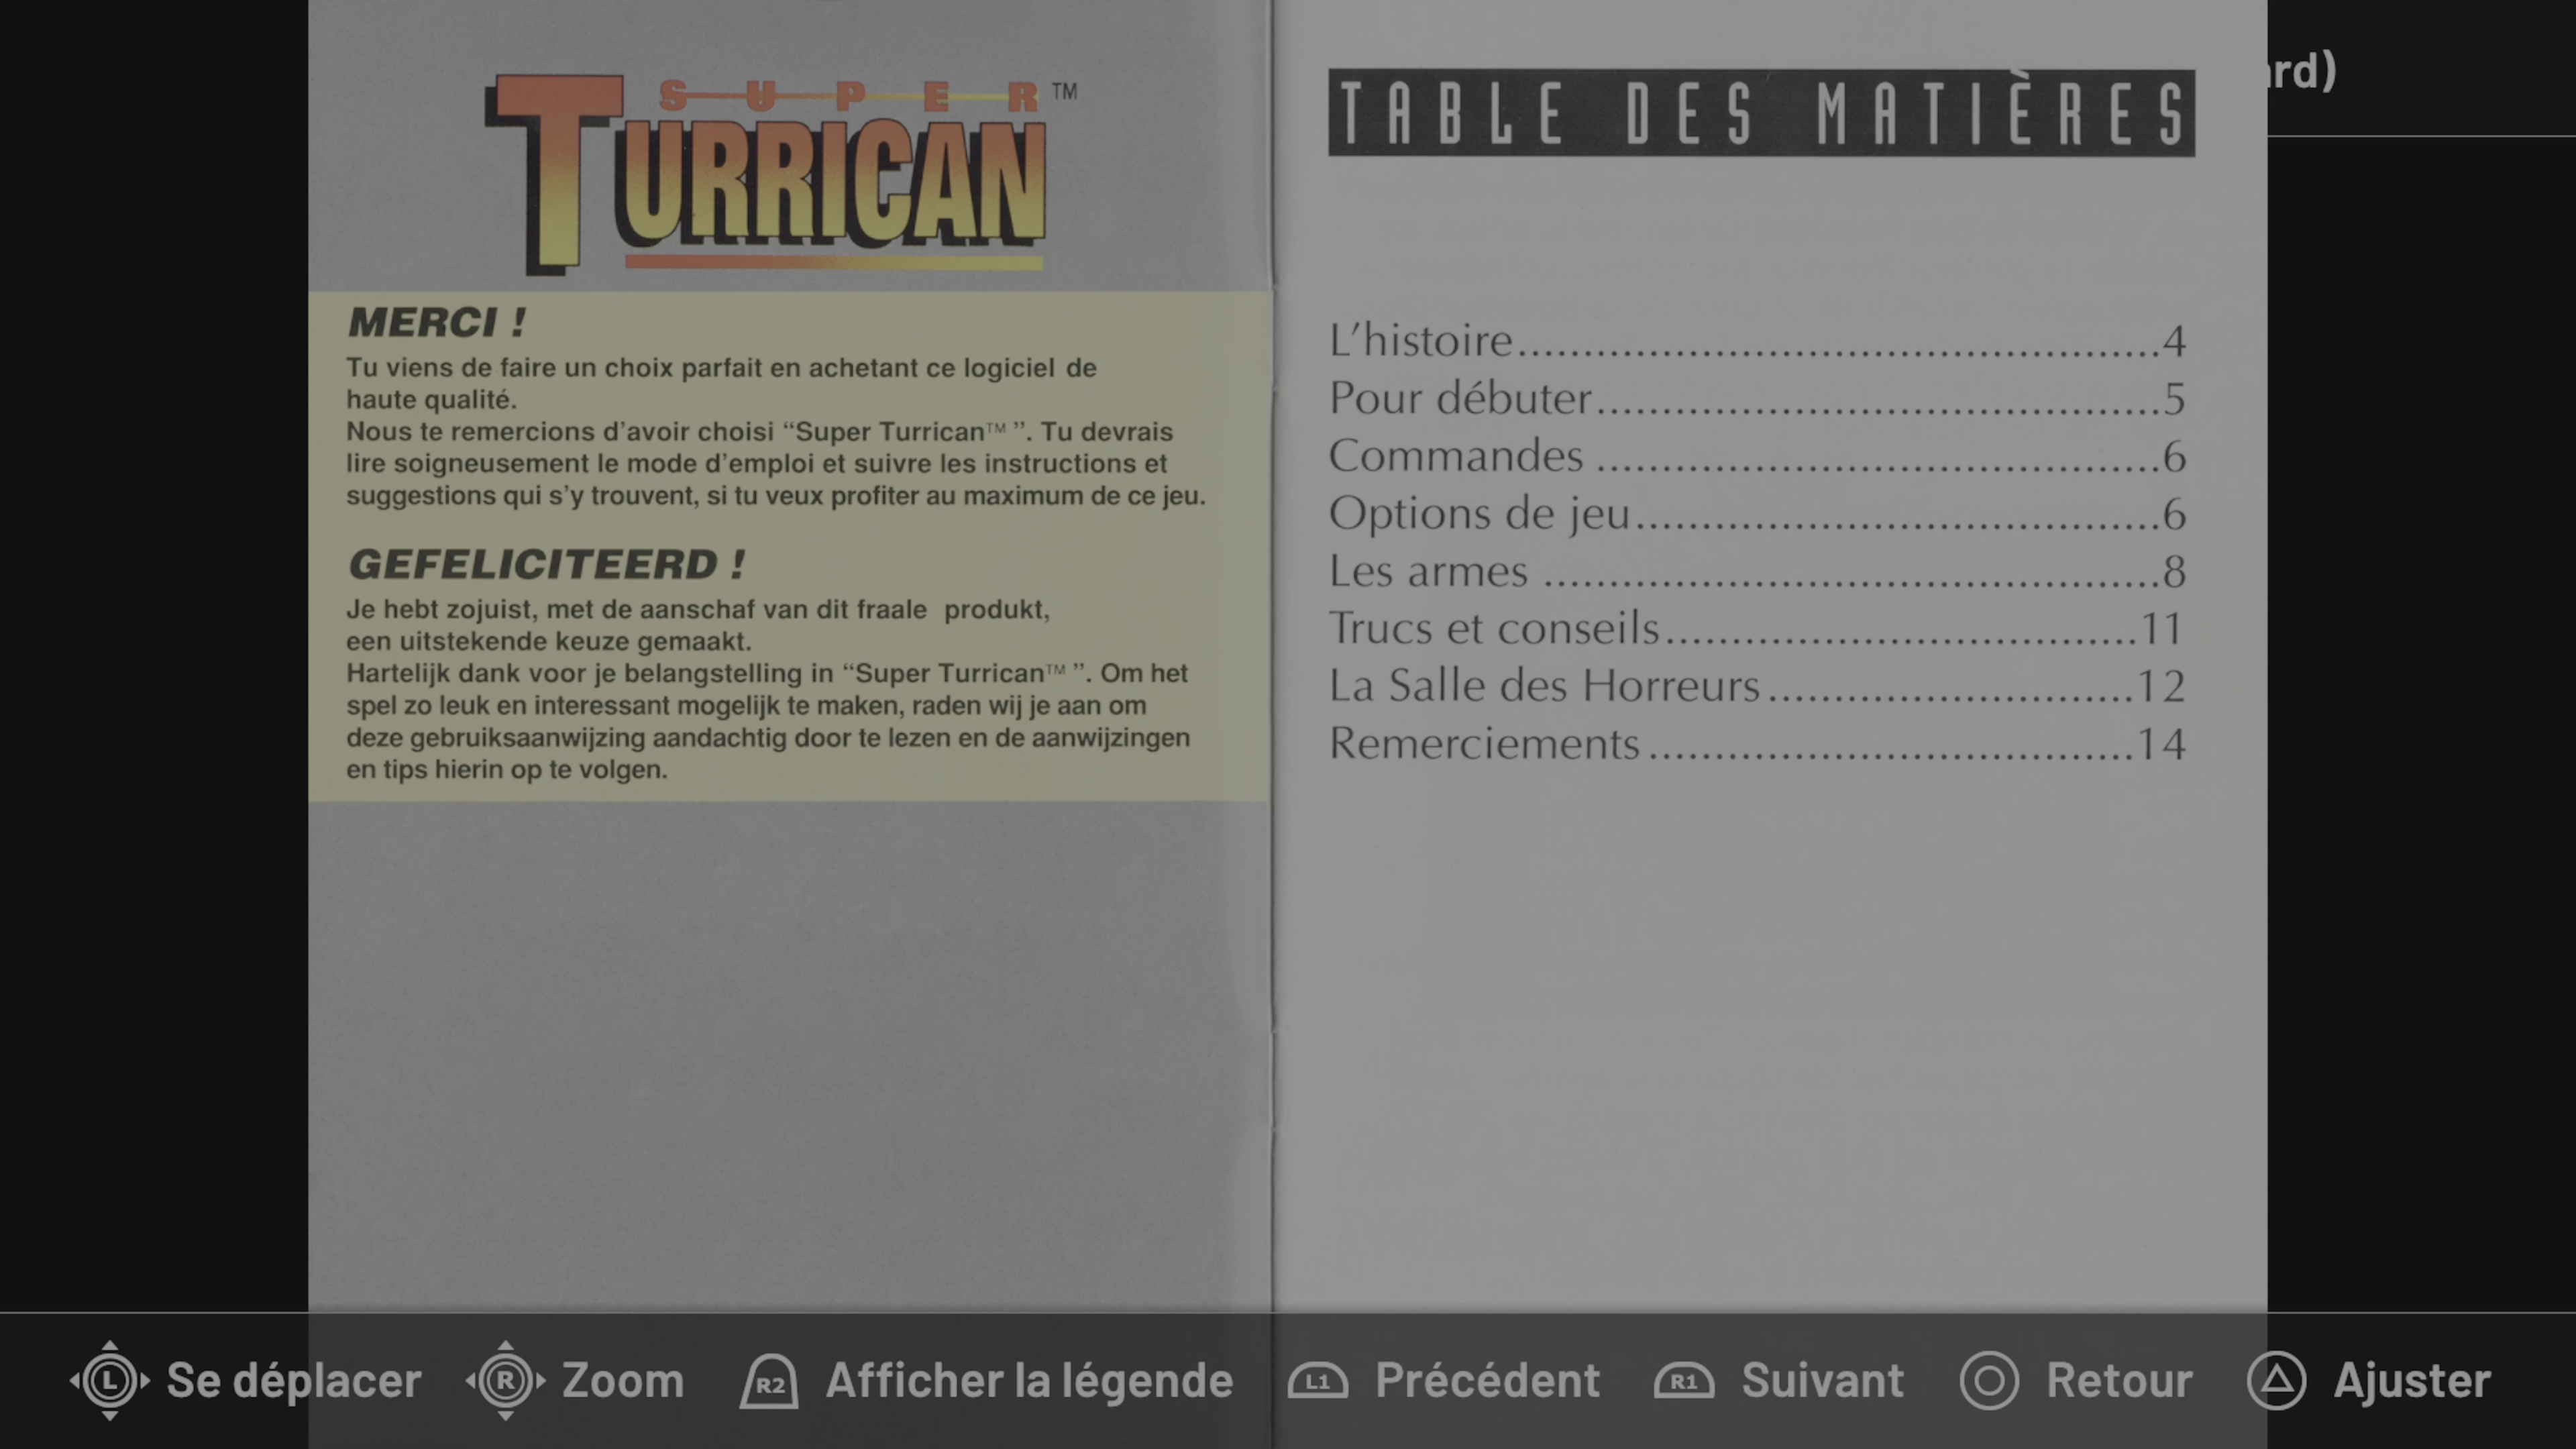 SUPER™
TURRICAN
MERCI !
Tu viens de faire un choix parfait en achetant ce logiciel de
haute qualité.
Nous te remercions d'avoir choisi “Super Turrican™ ”. Tu devrais
lire soigneusement le mode d'emploi et suivre les instructions et
suggestions qui s'y trouvent, si tu veux profiter au maximum de ce jeu.
GEFELICITEERD !
Je hebt zojuist, met de aanschaf van dit fraale produkt,
een uitstekende keuze gemaakt.
Hartelijk dank voor je belangstelling in “Super Turrican™ ”. Om het
spel zo leuk en interessant mogelijk te maken, raden wij je aan om
deze gebruiksaanwijzing aandachtig door te lezen en de aanwijzingen
en tips hierin op te volgen.
TABLE DES MATIÈRES
L'histoire..................................................4
Pour débuter............................................5
Commandes ............................................6
Options de jeu.........................................6
Les armes ................................................8
Trucs et conseils....................................11
La Salle des Horreurs............................12
Remerciements .....................................14
rd)
L Se déplacer R Zoom R2 Afficher la légende L1 Précédent R1 Suivant Retour Ajuster